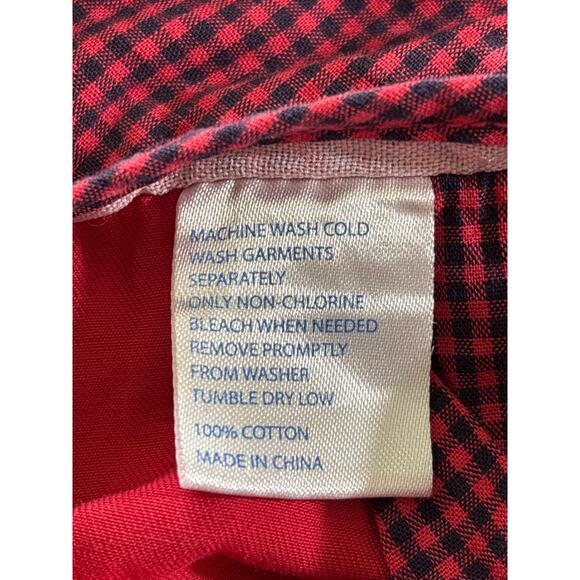 MACHINE WASH COLD
WASH GARMENTS
SEPARATELY
ONLY NON-CHLORINE
BLEACH WHEN NEEDED
REMOVE PROMPTLY
FROM WASHER
TUMBLE DRY LOW
100% COTTON
MADE IN CHINA